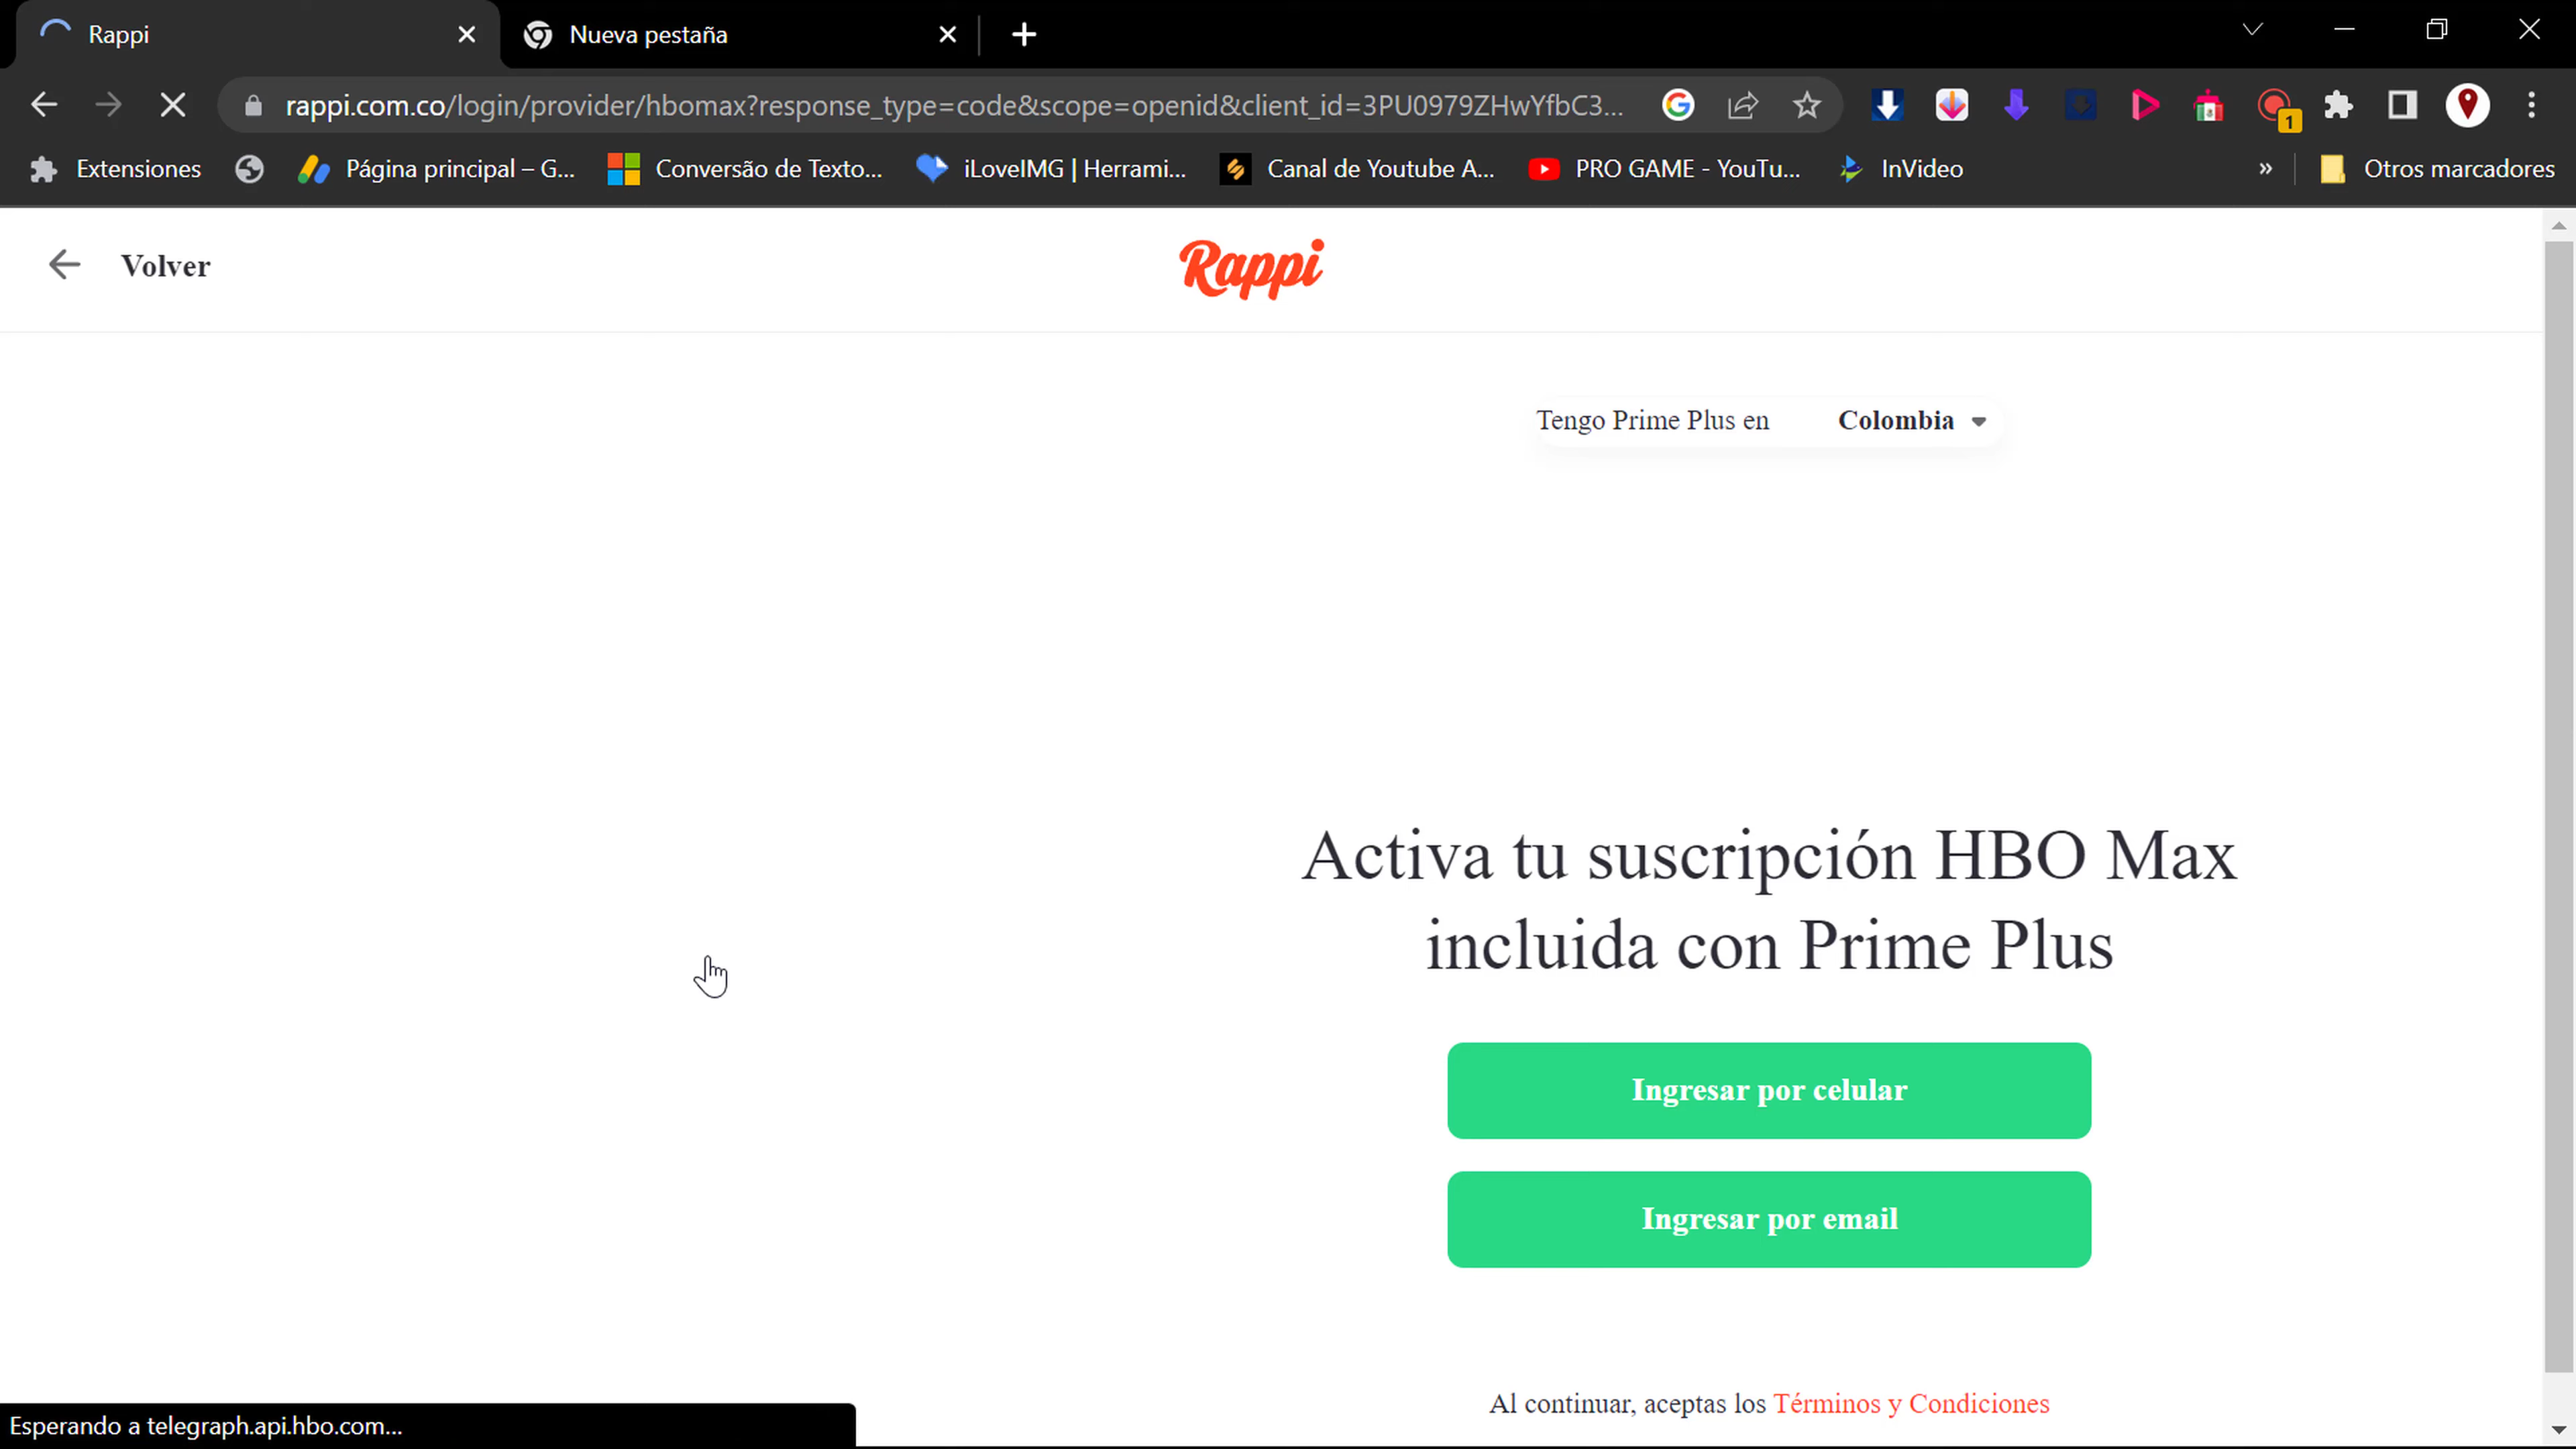 Rappi
Nueva pestaña
rappi.com.co/login/provider/hbomax?response_type=code&scope=openid&client_id=3PU0979ZHwYfbC3...
1
Extensiones
Página principal – G...
Conversão de Texto...
iLoveIMG | Herrami...
Canal de Youtube A...
PRO GAME - YouTu...
InVideo
»
Otros marcadores
Volver
Rappi
Tengo Prime Plus en Colombia
Activa tu suscripción HBO Max
incluida con Prime Plus
Ingresar por celular
Ingresar por email
Al continuar, aceptas los Términos y Condiciones
Esperando a telegraph.api.hbo.com...